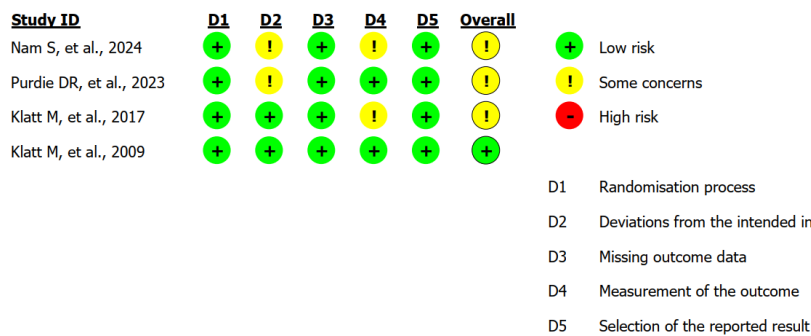 Study ID D1 D2 D3 D4 D5 Overall
Nam S, et al., 2024 + ! + ! + !
Purdie DR, et al., 2023 + ! + + + !
Klatt M, et al., 2017 + + + ! + !
Klatt M, et al., 2009 + + + + + +
+ Low risk
! Some concerns
- High risk
D1 Randomisation process
D2 Deviations from the intended in
D3 Missing outcome data
D4 Measurement of the outcome
D5 Selection of the reported result